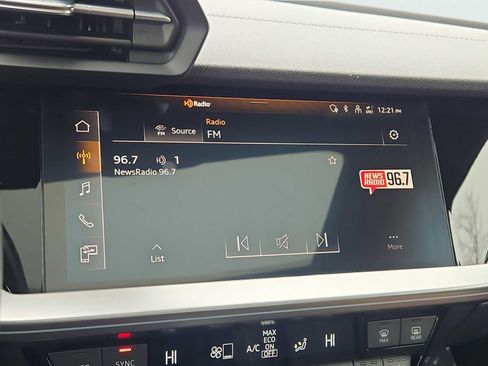 HD Radio
12:21 PM
Radio
FM
FM Source
96.7 HD 1
NewsRadio 96.7
NEWS
RADIO 96.7
List
More
MAX
ECO
HI A/C ON HI
OFF
SYNC
MAX REAR